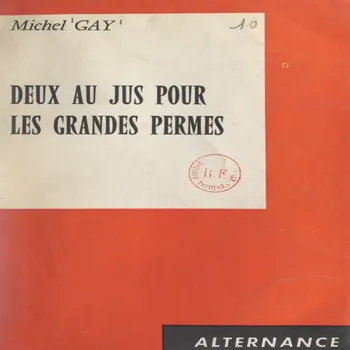 Michel 'GAY'
10
DEUX AU JUS POUR
LES GRANDES PERMES
B.F.
ALTERNANCE